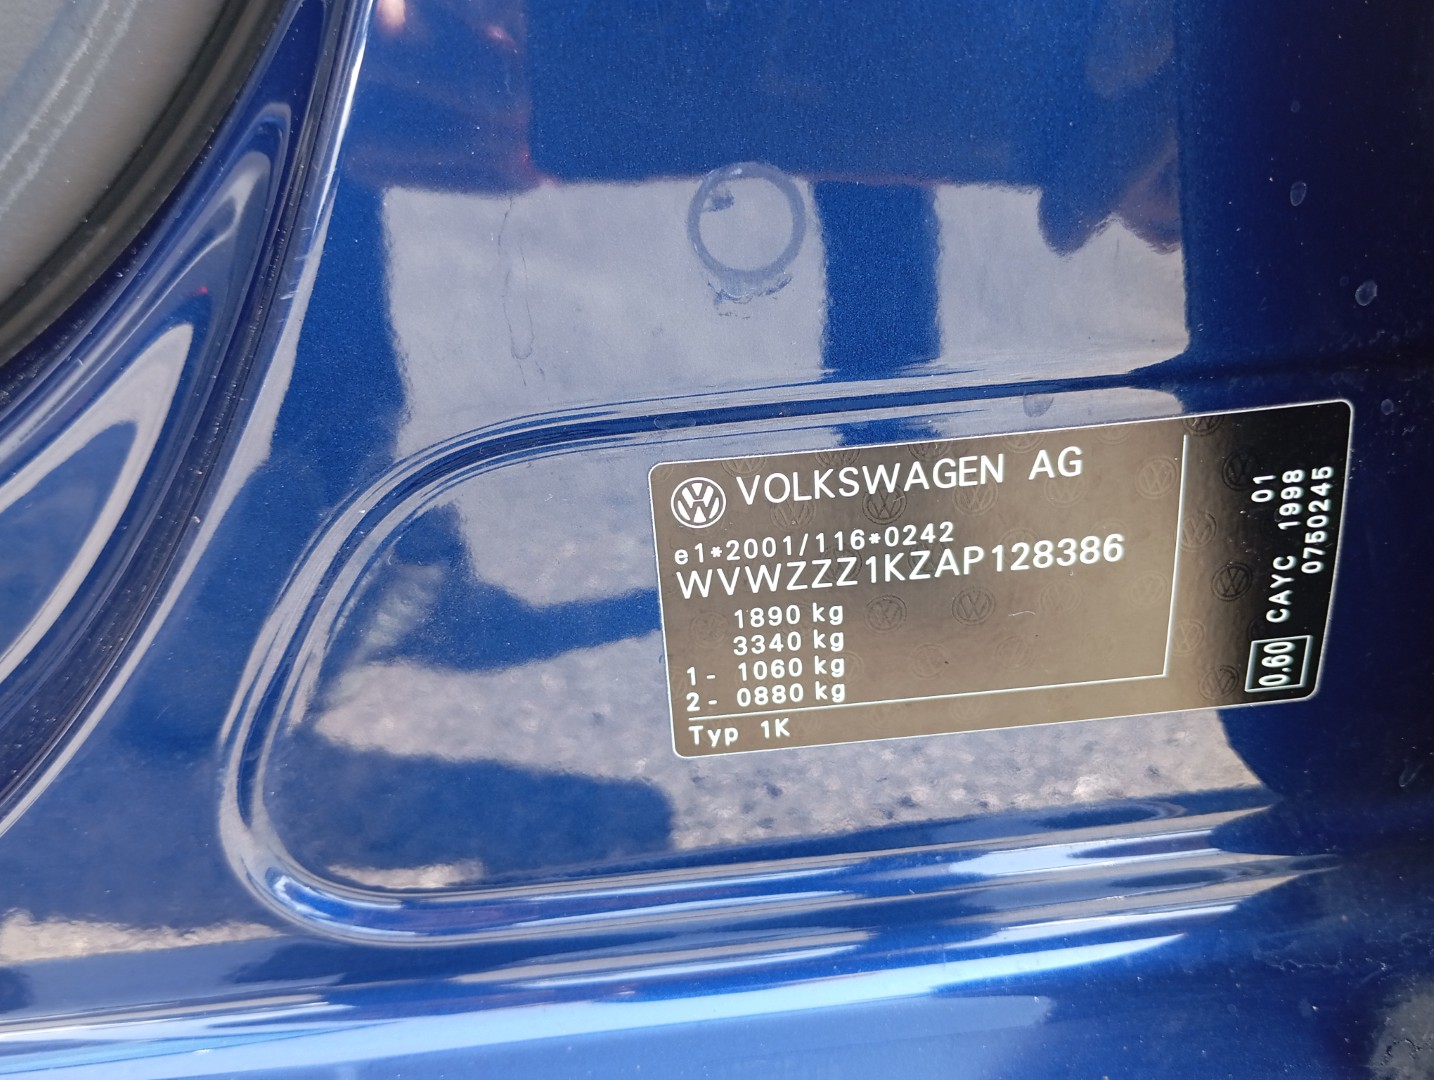 VOLKSWAGEN AG
e1*2001/116*0242
WVWZZZ1KZAP128386
1890 kg
3340 kg
1- 1060 kg
2- 0880 kg
Typ 1K
01
CAYC 1998
0750245
0,60